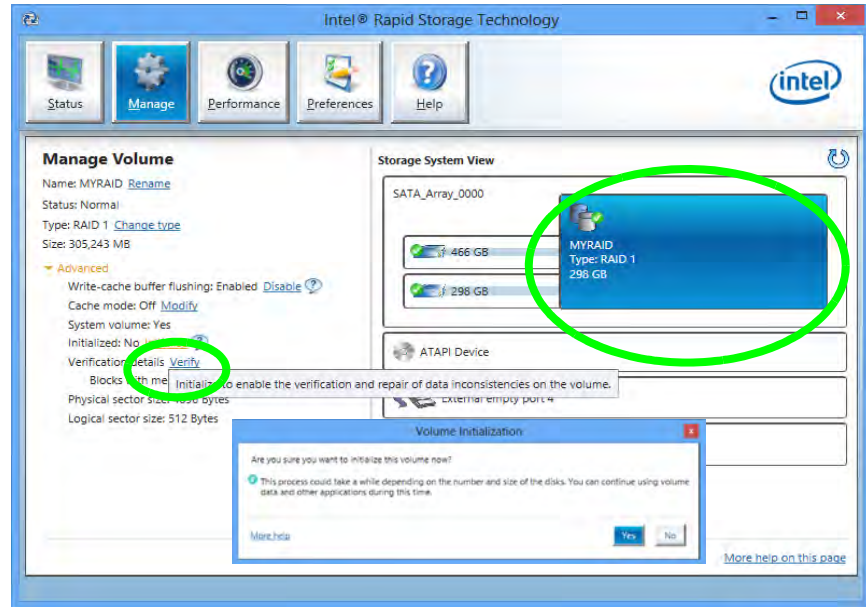 Intel® Rapid Storage Technology
Status
Manage
Performance
Preferences
Help
intel
Manage Volume
Name: MYRAID Rename
Status: Normal
Type: RAID 1 Change type
Size: 305,243 MB
Advanced
Write-cache buffer flushing: Enabled Disable ?
Cache mode: Off Modify
System volume: Yes
Initialized: No
Verification details Verify
Blocks with me
Initialize to enable the verification and repair of data inconsistencies on the volume.
Physical sector size: 4096 Bytes
Logical sector size: 512 Bytes
Storage System View
SATA_Array_0000
466 GB
298 GB
MYRAID
Type: RAID 1
298 GB
ATAPI Device
External empty port 4
Volume Initialization
Are you sure you want to initialize this volume now?
This process could take a while depending on the number and size of the disks. You can continue using volume
data and other applications during this time.
More help
Yes
No
More help on this page